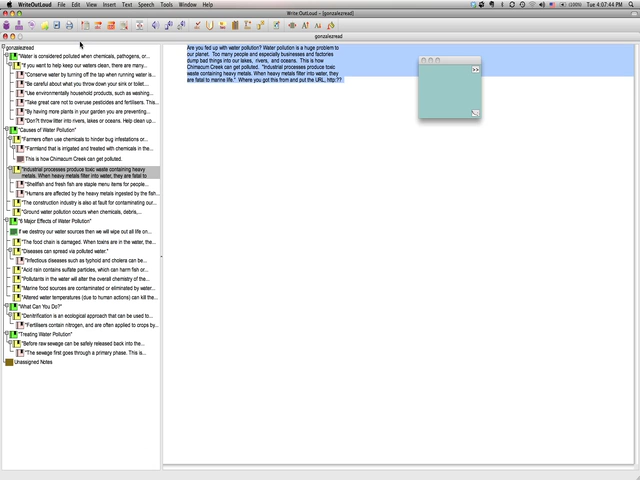 WriteOutLoud File Edit View Insert Text Speech Tools Window Help (100%) Tue 4:07:44 PM
WriteOutLoud - [gonzalezread]
gonzalezread
gonzalezread
"Water is considered polluted when chemicals, pathogens, or...
"If you want to help keep our waters clean, there are many...
"Conserve water by turning off the tap when running water is...
"Be careful about what you throw down your sink or toilet....
"Use environmentally household products, such as washing...
"Take great care not to overuse pesticides and fertilisers. This...
"By having more plants in your garden you are preventing...
"Don?t throw litter into rivers, lakes or oceans. Help clean up...
"Causes of Water Pollution"
"Farmers often use chemicals to hinder bug infestations or...
"Farmland that is irrigated and treated with chemicals in the...
This is how Chimacum Creek can get polluted.
"Industrial processes produce toxic waste containing heavy
metals. When heavy metals filter into water, they are fatal to
"Shellfish and fresh fish are staple menu items for people...
"Humans are affected by the heavy metals ingested by the fish...
"The construction industry is also at fault for contaminating our...
"Ground water pollution occurs when chemicals, debris,...
"6 Major Effects of Water Pollution"
If we destroy our water sources then we will wipe out all life on...
"The food chain is damaged. When toxins are in the water, the...
"Diseases can spread via polluted water."
"Infectious diseases such as typhoid and cholera can be...
"Acid rain contains sulfate particles, which can harm fish or...
"Pollutants in the water will alter the overall chemistry of the...
"Marine food sources are contaminated or eliminated by water...
"Altered water temperatures (due to human actions) can kill the...
"What Can You Do?"
"Denitrification is an ecological approach that can be used to...
"Fertilisers contain nitrogen, and are often applied to crops by...
"Treating Water Pollution"
"Before raw sewage can be safely released back into the...
"The sewage first goes through a primary phase. This is...
Unassigned Notes
Are you fed up with water pollution? Water pollution is a huge problem to
our planet. Too many people and especially businesses and factories
dump bad things into our lakes, rivers, and oceans. This is how
Chimacum Creek can get polluted. "Industrial processes produce toxic
waste containing heavy metals. When heavy metals filter into water, they
are fatal to marine life." Where you got this from and put the URL, http:??